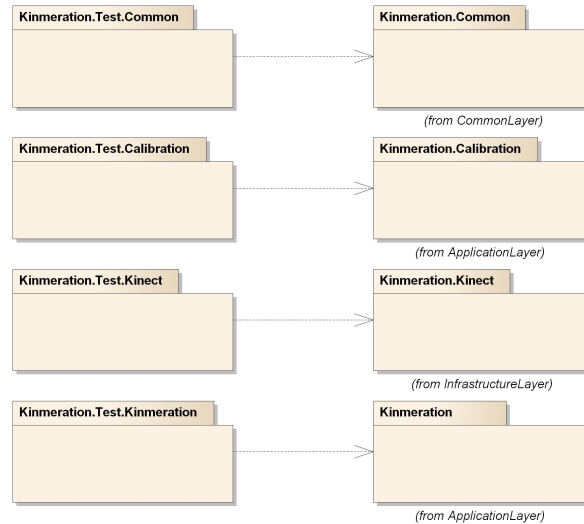 Kinmeration.Test.Common
Kinmeration.Common
(from CommonLayer)
Kinmeration.Test.Calibration
Kinmeration.Calibration
(from ApplicationLayer)
Kinmeration.Test.Kinect
Kinmeration.Kinect
(from InfrastructureLayer)
Kinmeration.Test.Kinmeration
Kinmeration
(from ApplicationLayer)